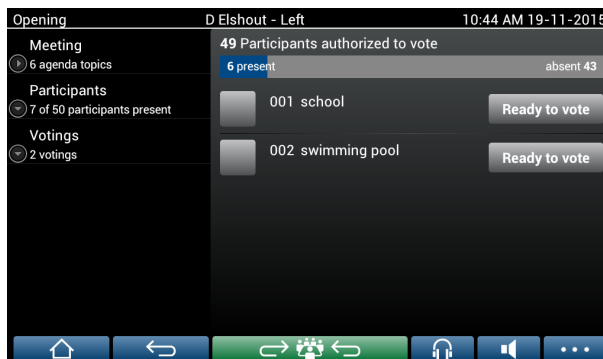 Opening D Elshout - Left 10:44 AM 19-11-2015
Meeting
6 agenda topics
Participants
7 of 50 participants present
Votings
2 votings
49 Participants authorized to vote
6 present absent 43
001 school Ready to vote
002 swimming pool Ready to vote